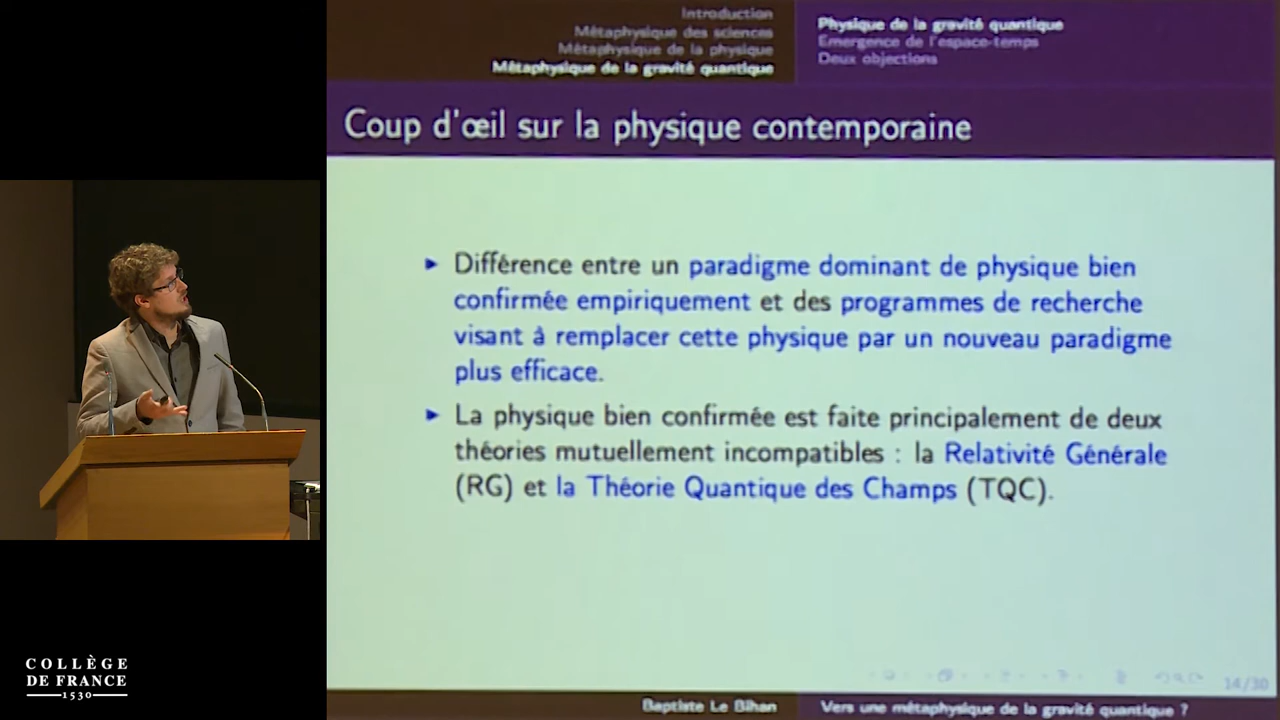 Introduction
Métaphysique des sciences
Métaphysique de la physique
Métaphysique de la gravité quantique
Physique de la gravité quantique
Emergence de l'espace-temps
Deux objections
Coup d'œil sur la physique contemporaine
Différence entre un paradigme dominant de physique bien
confirmée empiriquement et des programmes de recherche
visant à remplacer cette physique par un nouveau paradigme
plus efficace.
La physique bien confirmée est faite principalement de deux
théories mutuellement incompatibles : la Relativité Générale
(RG) et la Théorie Quantique des Champs (TQC).
14/30
Baptiste Le Bihan
Vers une métaphysique de la gravité quantique ?
COLLÈGE
DE FRANCE
1530